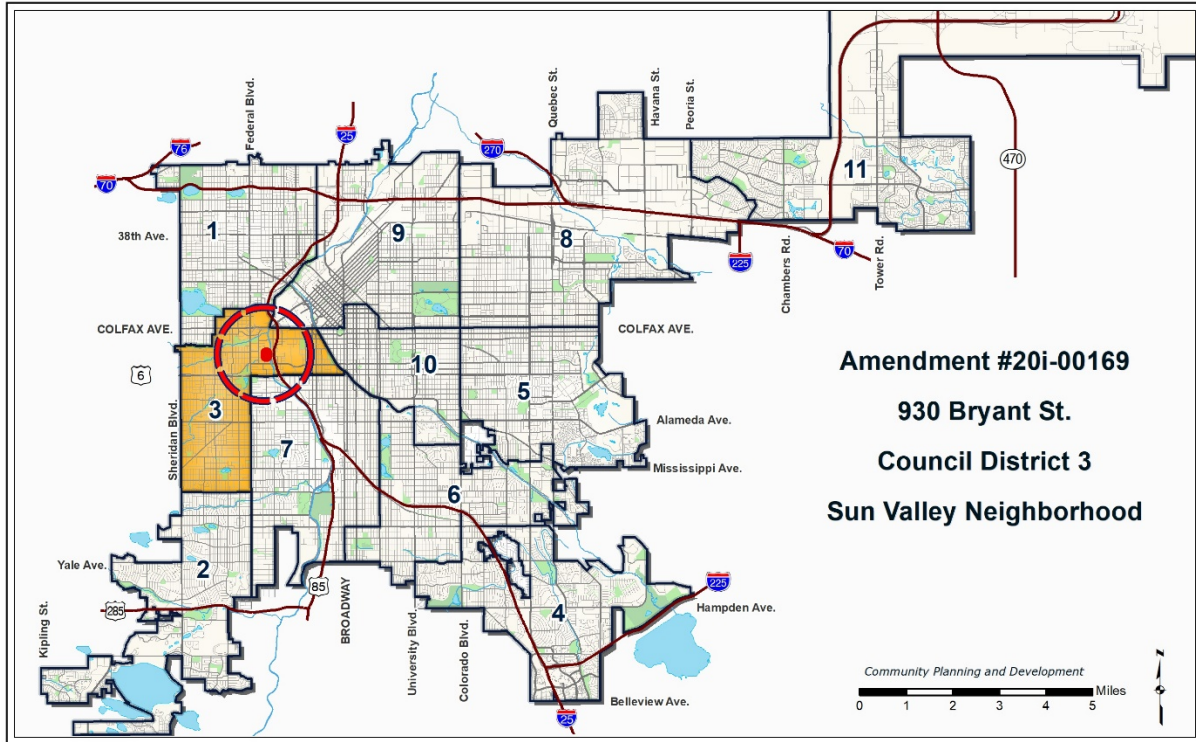 Federal Blvd.
25
Quebec St.
Havana St.
Peoria St.
76
270
70
470
11
1
9
38th Ave.
8
225
Chambers Rd.
70
Tower Rd.
COLFAX AVE.
COLFAX AVE.
6
10
5
Amendment #20i-00169
930 Bryant St.
Council District 3
Sun Valley Neighborhood
Sheridan Blvd.
3
7
Alameda Ave.
Mississippi Ave.
6
Yale Ave.
2
85
BROADWAY
285
225
Hampden Ave.
4
Kipling St.
University Blvd.
Colorado Blvd.
25
Belleview Ave.
Community Planning and Development
Miles
0 1 2 3 4 5
N